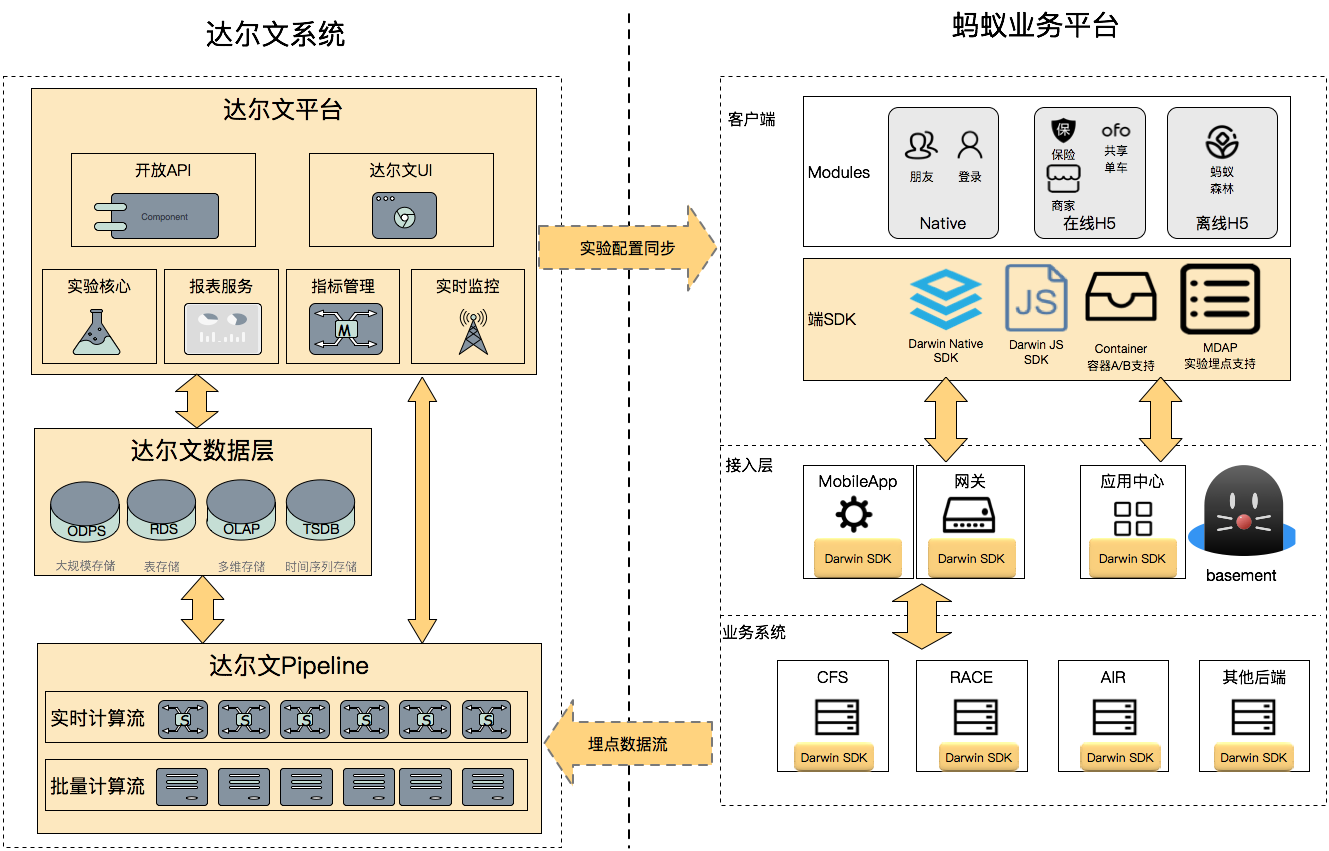 达尔文系统
达尔文平台
开放API
Component
达尔文UI
实验核心
报表服务
指标管理
M
实时监控
达尔文数据层
ODPS
RDS
OLAP
TSDB
大规模存储
表存储
多维存储
时间序列存储
达尔文Pipeline
实时计算流
S
S
S
S
S
S
批量计算流
实验配置同步
埋点数据流
蚂蚁业务平台
客户端
Modules
朋友
登录
Native
保
保险
ofo
共享
单车
商家
在线H5
蚂蚁
森林
离线H5
端SDK
Darwin Native
SDK
JS
Darwin JS
SDK
Container
容器A/B支持
MDAP
实验埋点支持
接入层
MobileApp
Darwin SDK
网关
Darwin SDK
应用中心
Darwin SDK
basement
业务系统
CFS
Darwin SDK
RACE
Darwin SDK
AIR
Darwin SDK
其他后端
Darwin SDK